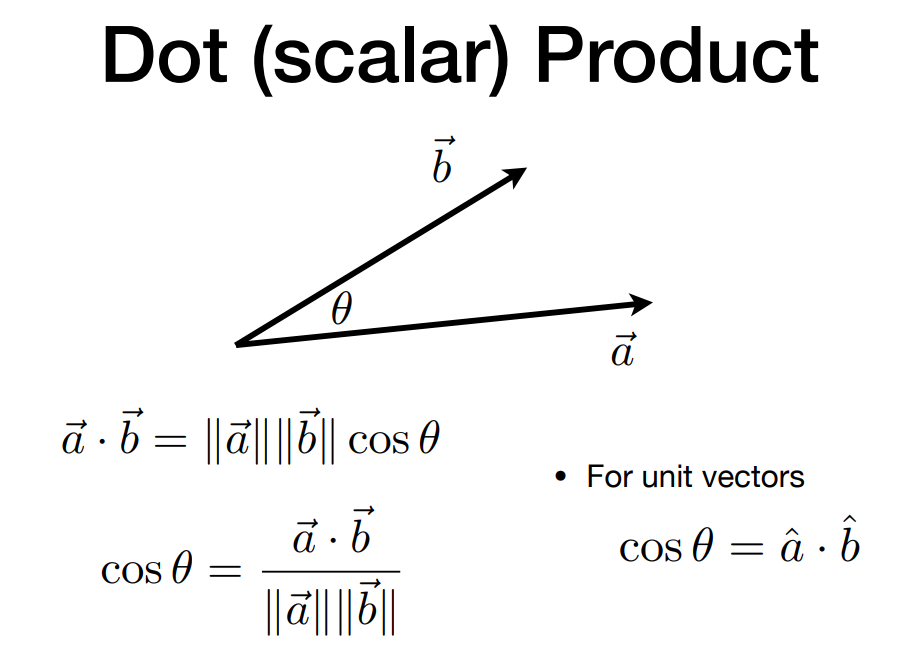 Dot (scalar) Product
$\vec{b}$
$\theta$
$\vec{a}$
$\vec{a} \cdot \vec{b} = \|\vec{a}\|\|\vec{b}\| \cos\theta$
$\cos\theta = \frac{\vec{a} \cdot \vec{b}}{\|\vec{a}\|\|\vec{b}\|}$
• For unit vectors
$\cos\theta = \hat{a} \cdot \hat{b}$